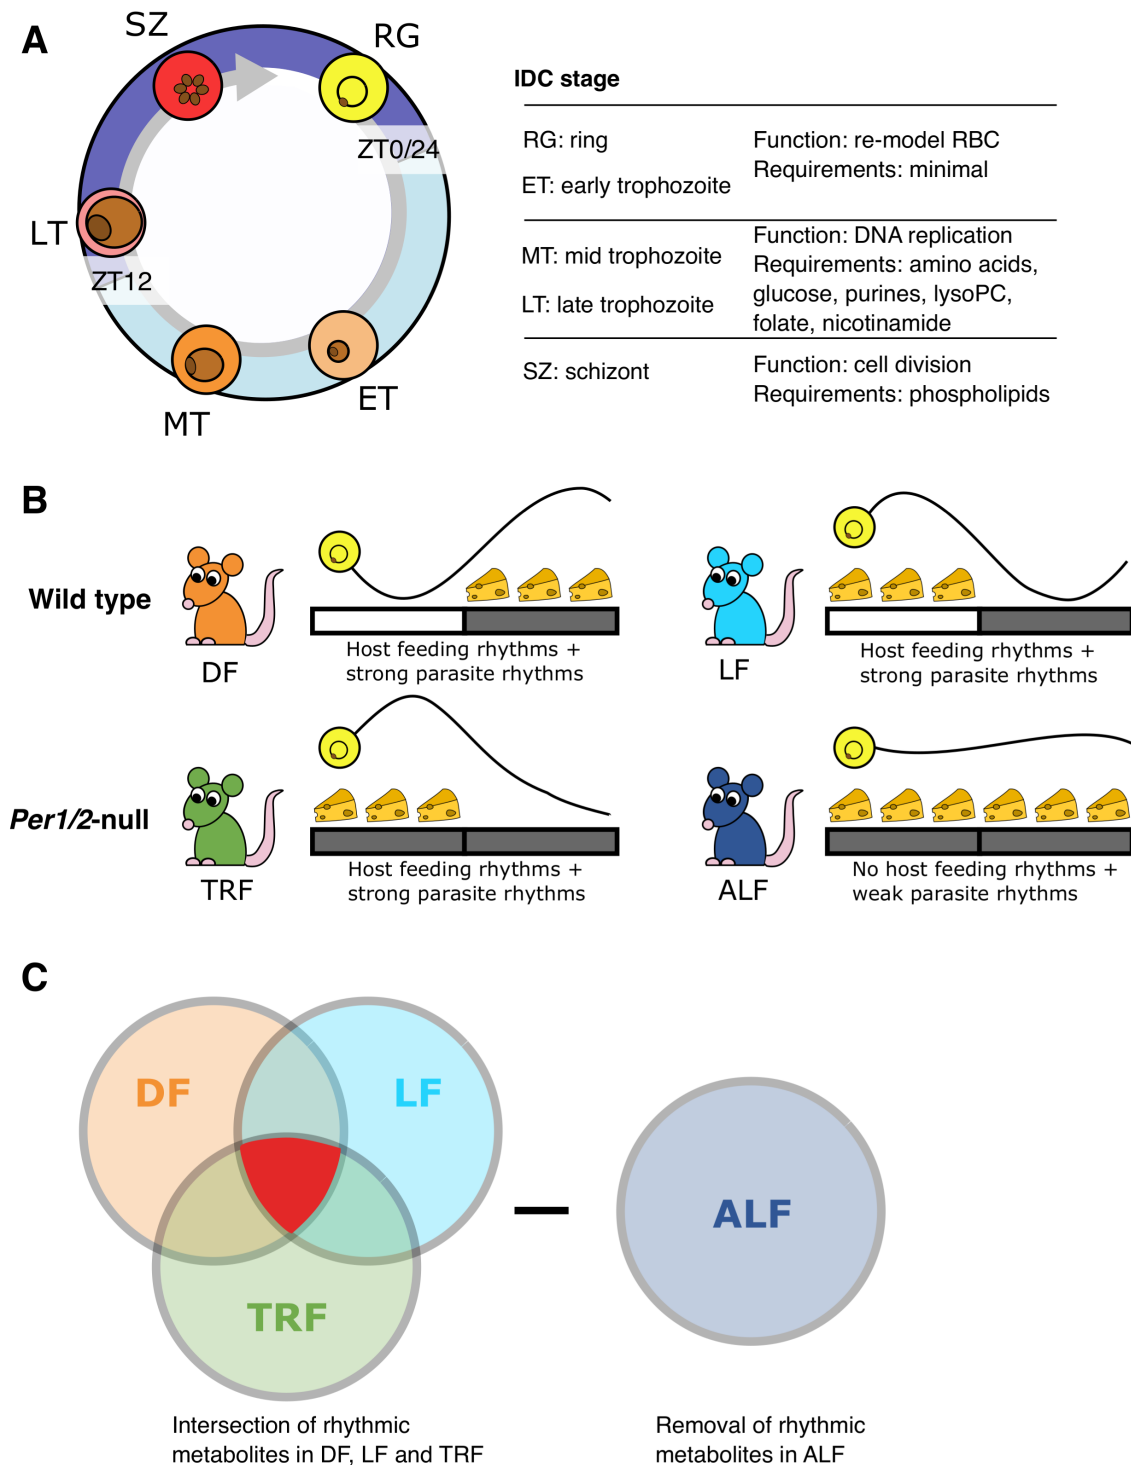 A
SZ
RG
ZT0/24
LT
ZT12
MT
ET
IDC stage
RG: ring
ET: early trophozoite
Function: re-model RBC
Requirements: minimal
MT: mid trophozoite
LT: late trophozoite
Function: DNA replication
Requirements: amino acids,
glucose, purines, lysoPC,
folate, nicotinamide
SZ: schizont
Function: cell division
Requirements: phospholipids
B
Wild type
DF
Host feeding rhythms +
strong parasite rhythms
LF
Host feeding rhythms +
strong parasite rhythms
Per1/2-null
TRF
Host feeding rhythms +
strong parasite rhythms
ALF
No host feeding rhythms +
weak parasite rhythms
C
DF
LF
TRF
ALF
Intersection of rhythmic
metabolites in DF, LF and TRF
Removal of rhythmic
metabolites in ALF